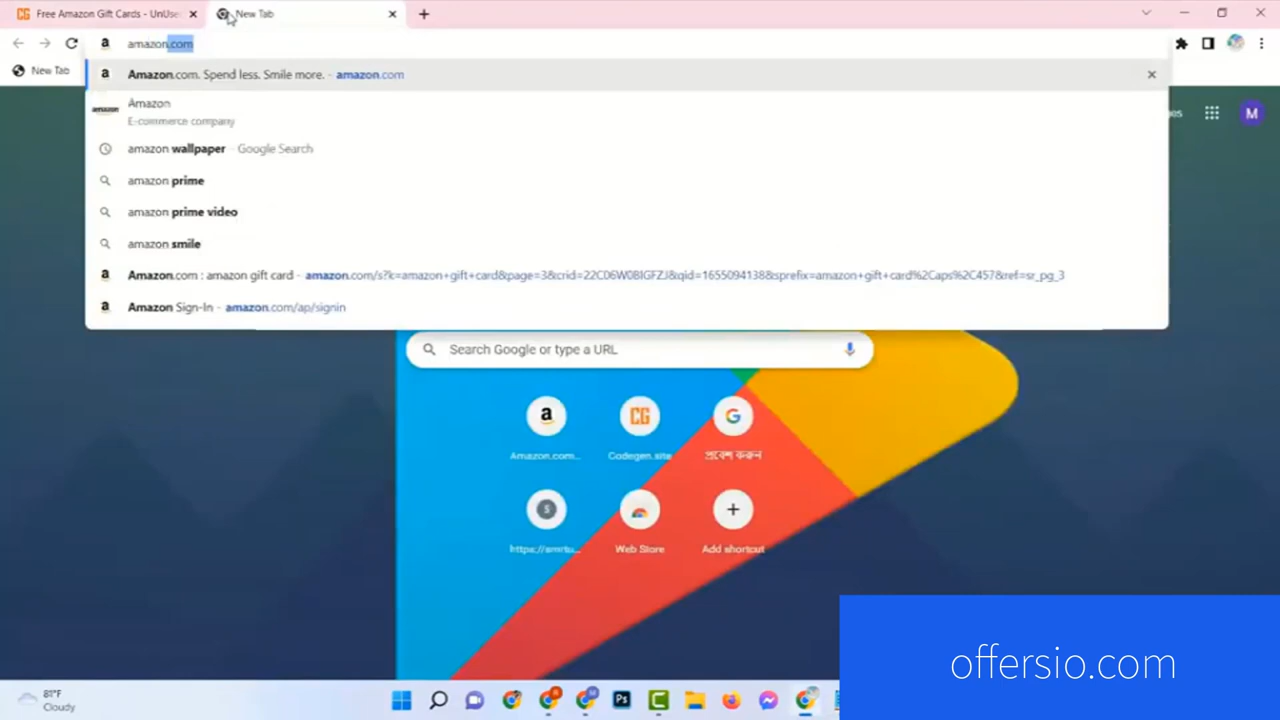 Free Amazon Gift Cards - UnUse
New Tab
amazon.com
New Tab
Amazon.com. Spend less. Smile more. - amazon.com
Amazon
E-commerce company
amazon wallpaper - Google Search
amazon prime
amazon prime video
amazon smile
Amazon.com : amazon gift card - amazon.com/s?k=amazon+gift+card&page=3&crid=22C06W0BIGFZJ&qid=1655094138&sprefix=amazon+gift+card%2Caps%2C457&ref=sr_pg_3
Amazon Sign-In - amazon.com/ap/signin
M
Search Google or type a URL
a
CG
G
Amazon.com...
Codegen.site
প্রবেশ করুন
S
Web Store
Add shortcut
offersio.com
81°F
Cloudy
Ps